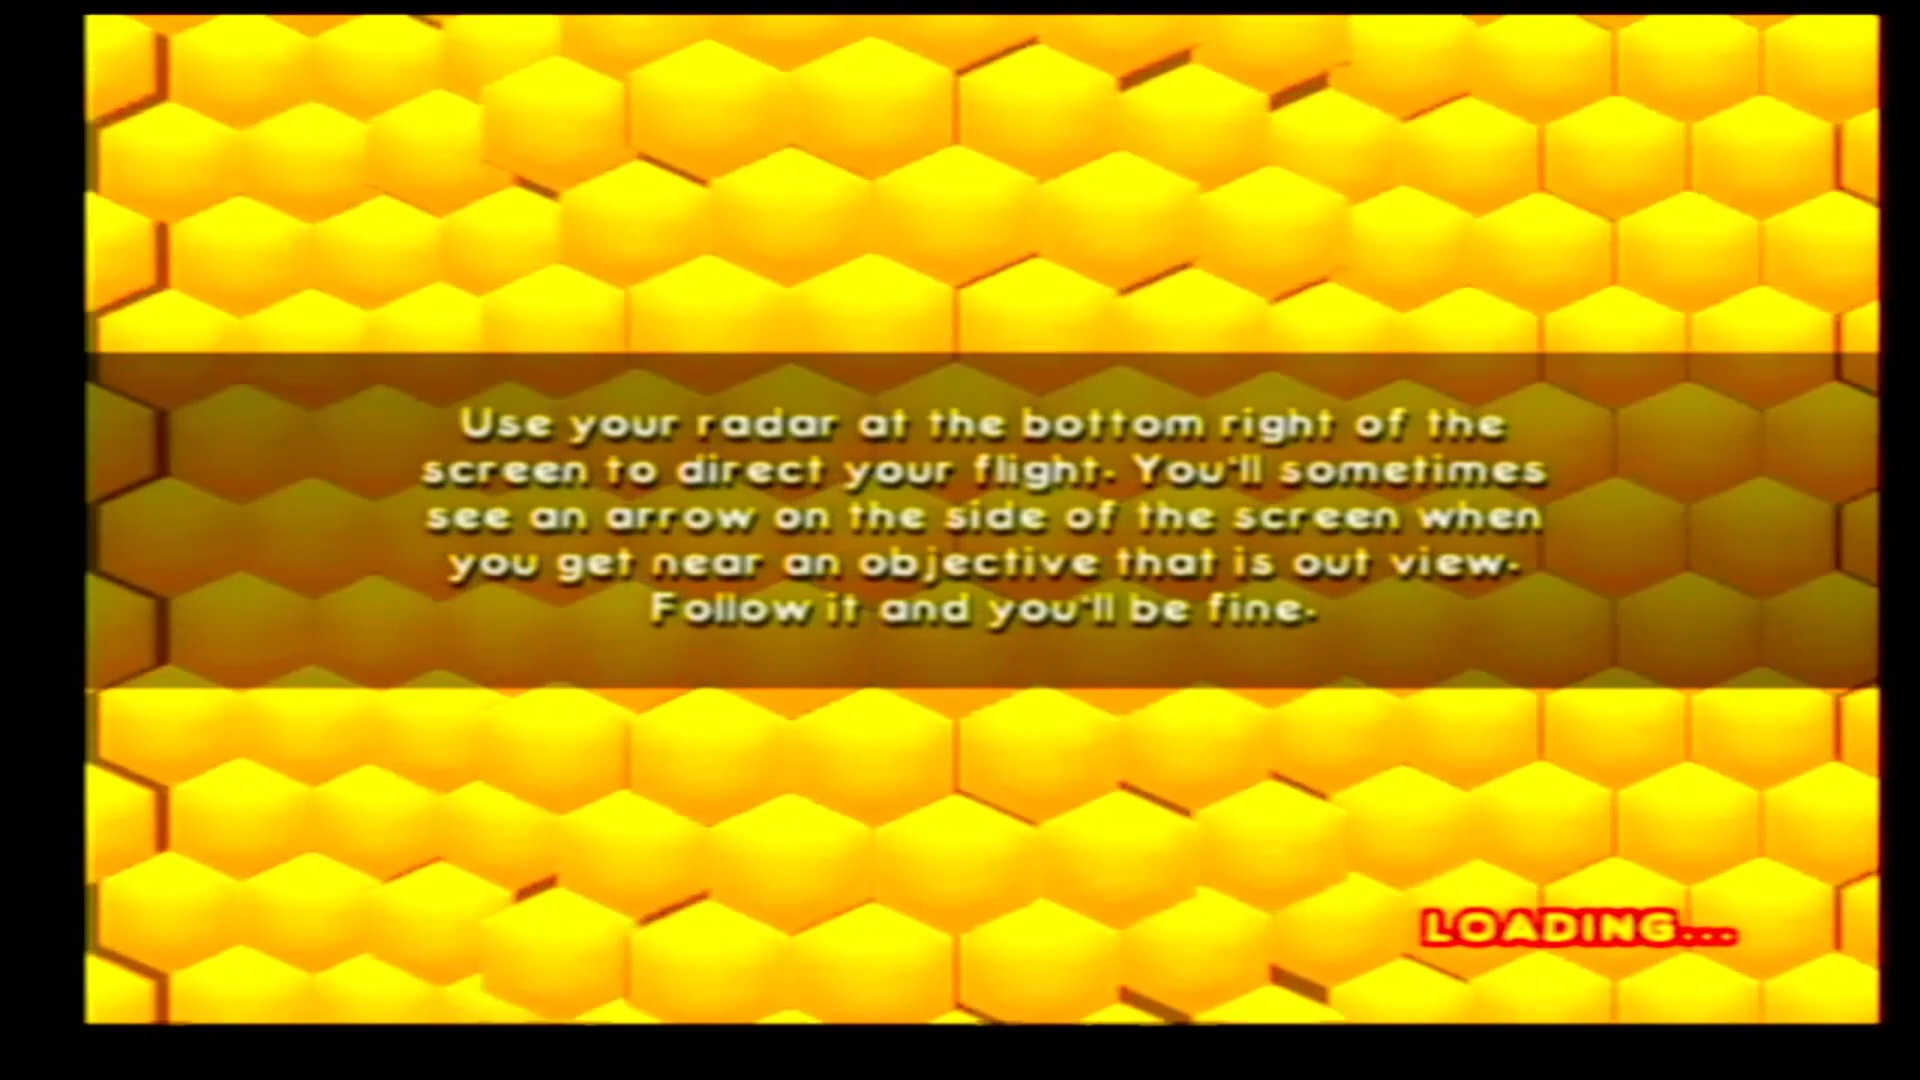 Use your radar at the bottom right of the
screen to direct your flight. You'll sometimes
see an arrow on the side of the screen when
you get near an objective that is out view.
Follow it and you'll be fine.
LOADING...